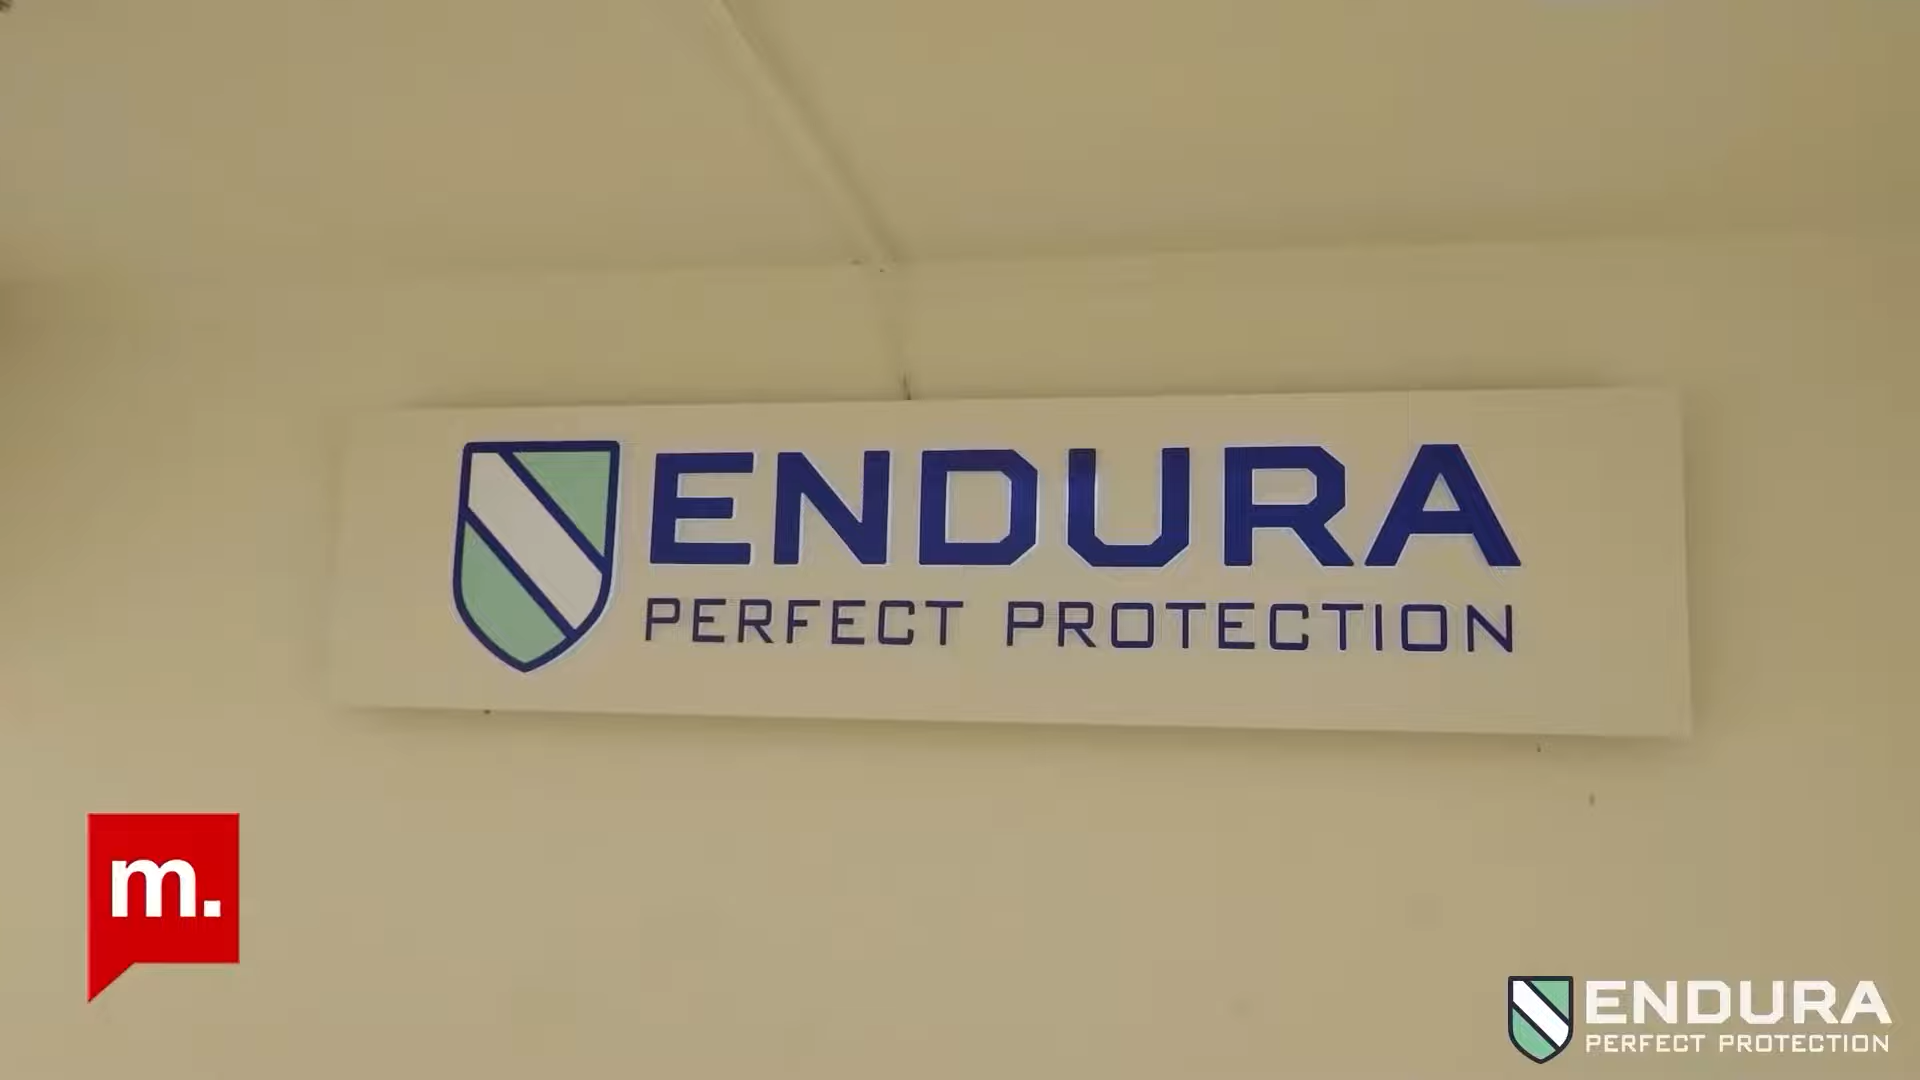 ENDURA
PERFECT PROTECTION
m.
ENDURA
PERFECT PROTECTION